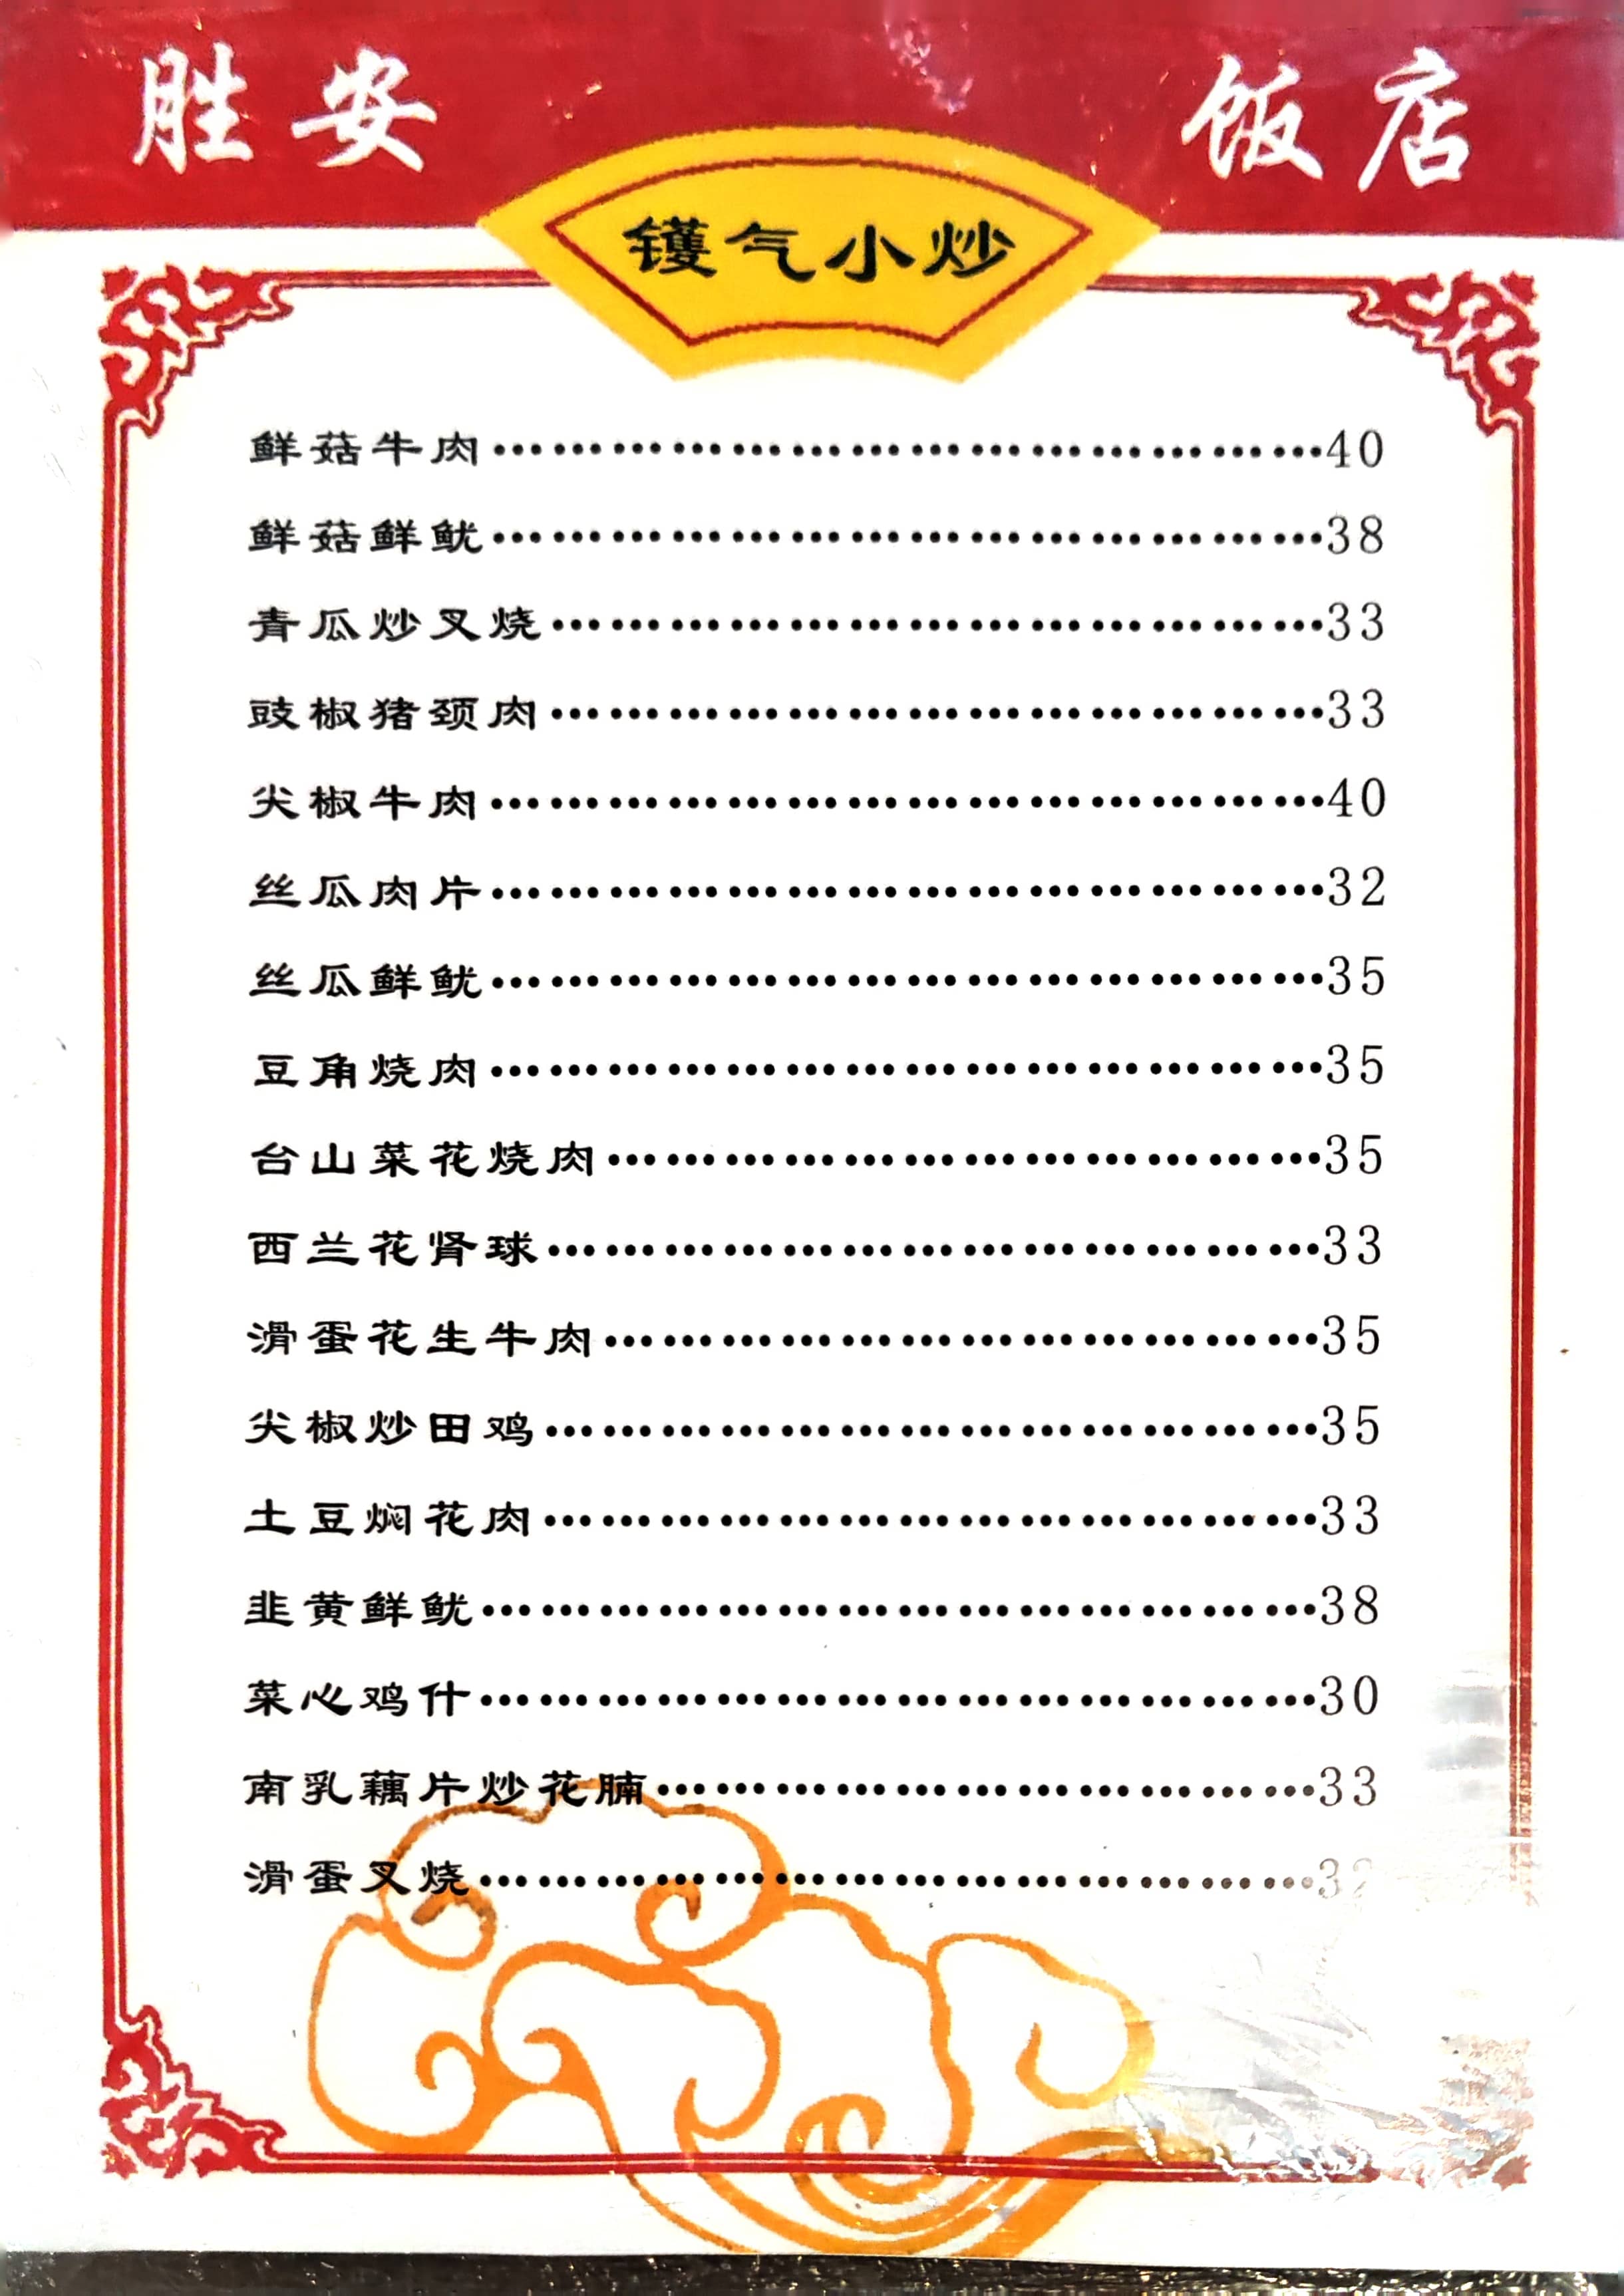 胜安 饭店
镬气小炒
鲜菇牛肉……………………………………40
鲜菇鲜鱿……………………………………38
青瓜炒叉烧…………………………………33
豉椒猪颈肉…………………………………33
尖椒牛肉……………………………………40
丝瓜肉片……………………………………32
丝瓜鲜鱿……………………………………35
豆角烧肉……………………………………35
台山菜花烧肉………………………………35
西兰花肾球…………………………………33
滑蛋花生牛肉………………………………35
尖椒炒田鸡…………………………………35
土豆焖花肉…………………………………33
韭黄鲜鱿……………………………………38
菜心鸡什……………………………………30
南乳藕片炒花腩……………………………33
滑蛋叉烧……………………………………32